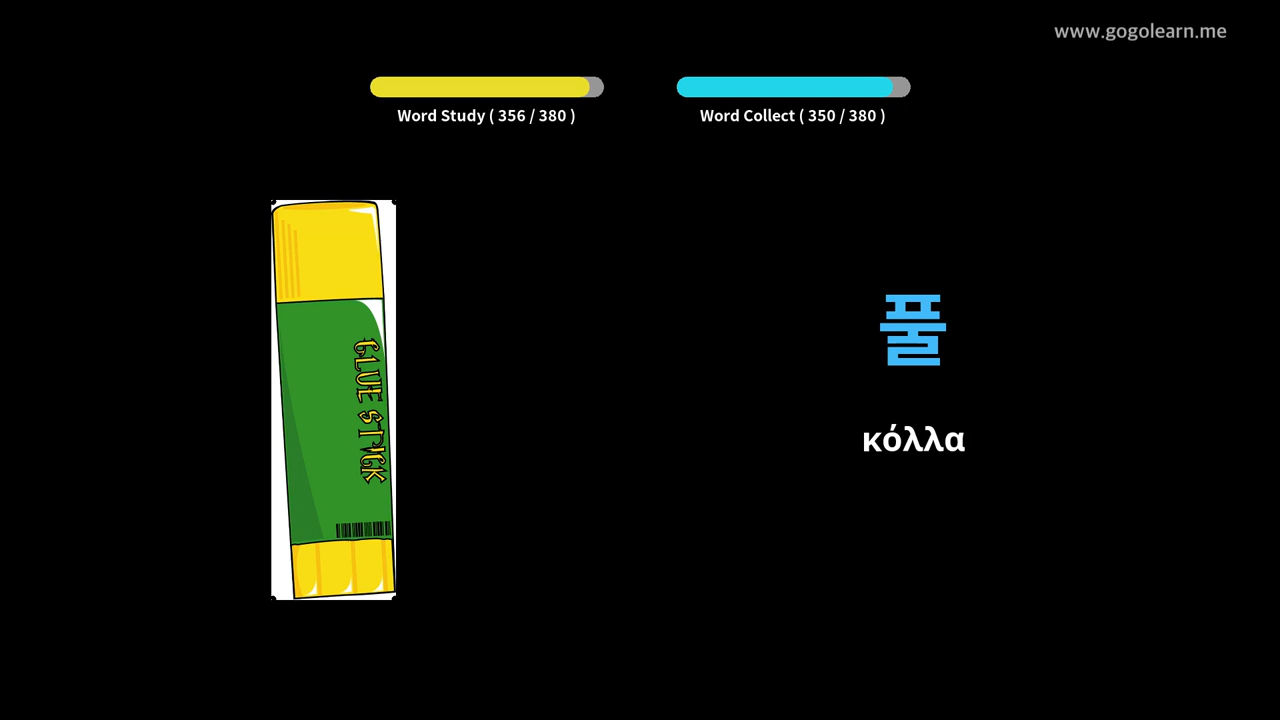 www.gogolearn.me
Word Study ( 356 / 380 )
Word Collect ( 350 / 380 )
GLUE STICK
풀
κόλλα